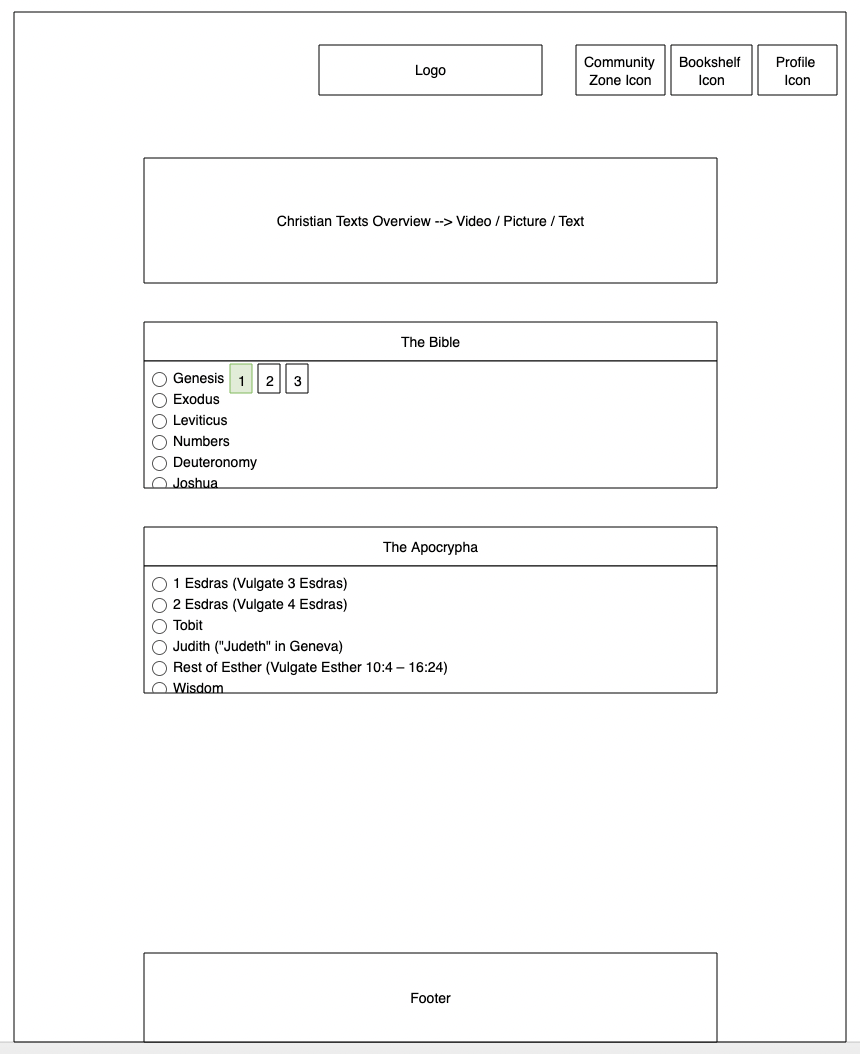 Logo
Community
Zone Icon
Bookshelf
Icon
Profile
Icon
Christian Texts Overview --> Video / Picture / Text
The Bible
Genesis 1 2 3
Exodus
Leviticus
Numbers
Deuteronomy
Joshua
The Apocrypha
1 Esdras (Vulgate 3 Esdras)
2 Esdras (Vulgate 4 Esdras)
Tobit
Judith ("Judeth" in Geneva)
Rest of Esther (Vulgate Esther 10:4 – 16:24)
Wisdom
Footer